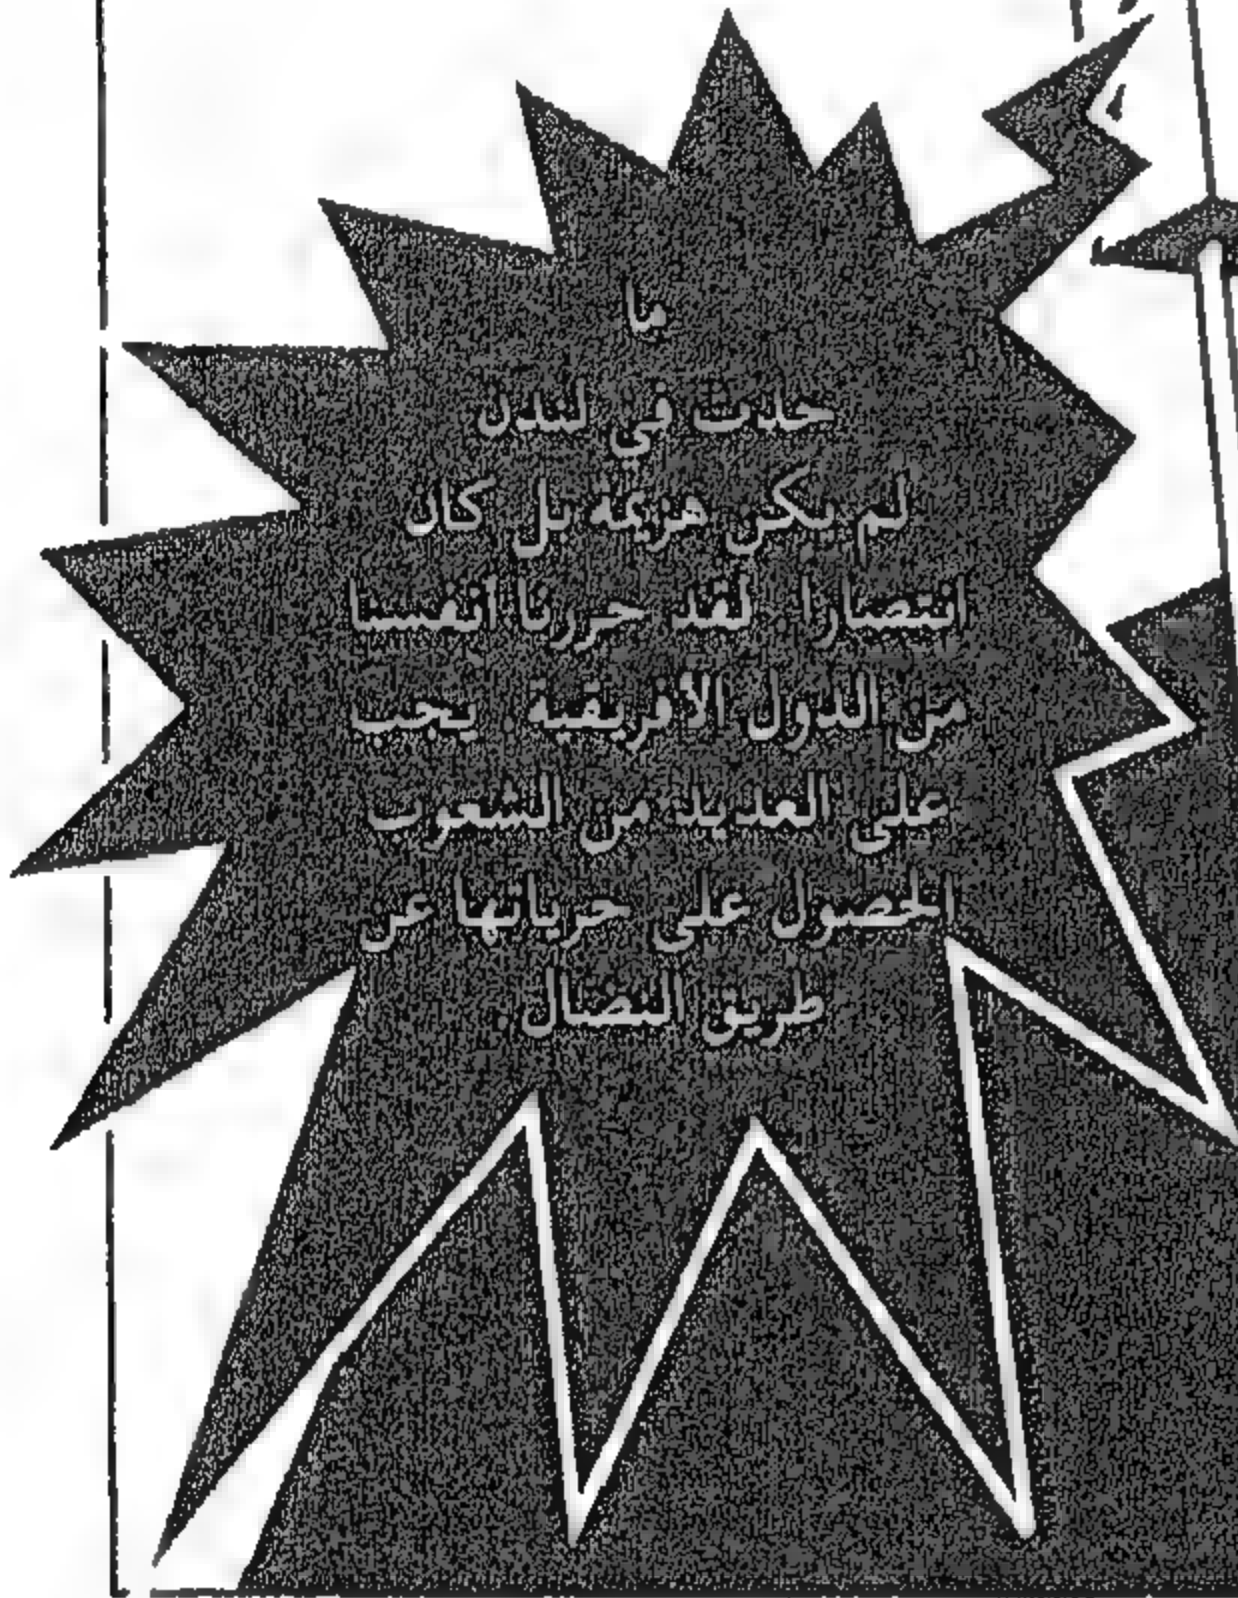 ما
حدث في لندن
لم يكن هزيمة بل كان
انتصارا. لقد حررنا أنفسنا
من الدول الأفريقية. يجب
على العديد من الشعوب
الحصول على حرياتها عن
طريق النضال.